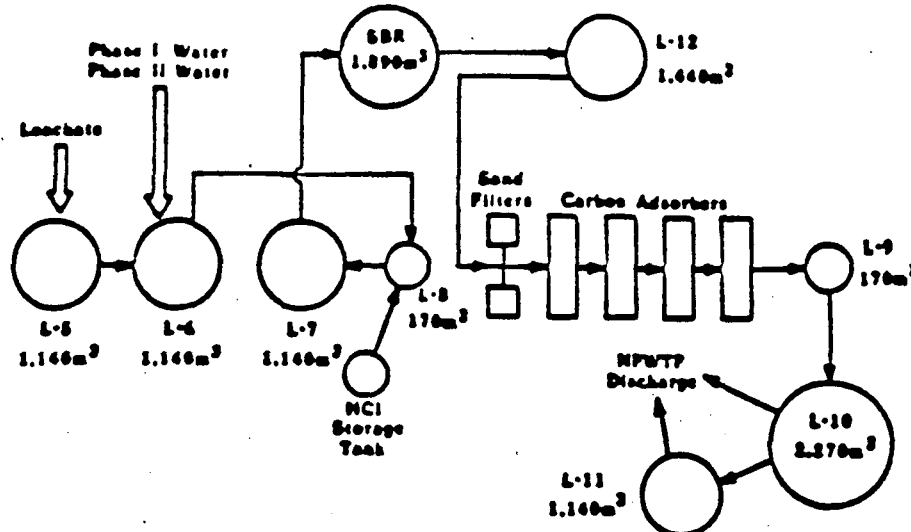 Phase I Water
Phase II Water
Leachate
SBR
1,890m³
L-12
1,440m³
Sand
Filters
Carbon Adsorbers
L-5
1,140m³
L-6
1,140m³
L-7
1,140m³
L-8
170m³
HCl
Storage
Tank
L-9
170m³
Discharge
L-10
2,270m³
L-11
1,140m³